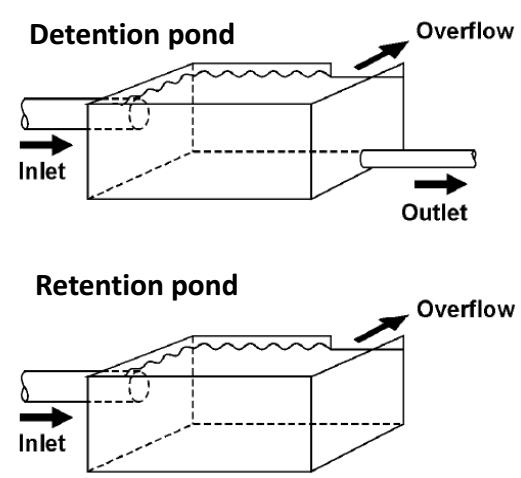 Detention pond
Overflow
Inlet
Outlet
Retention pond
Overflow
Inlet